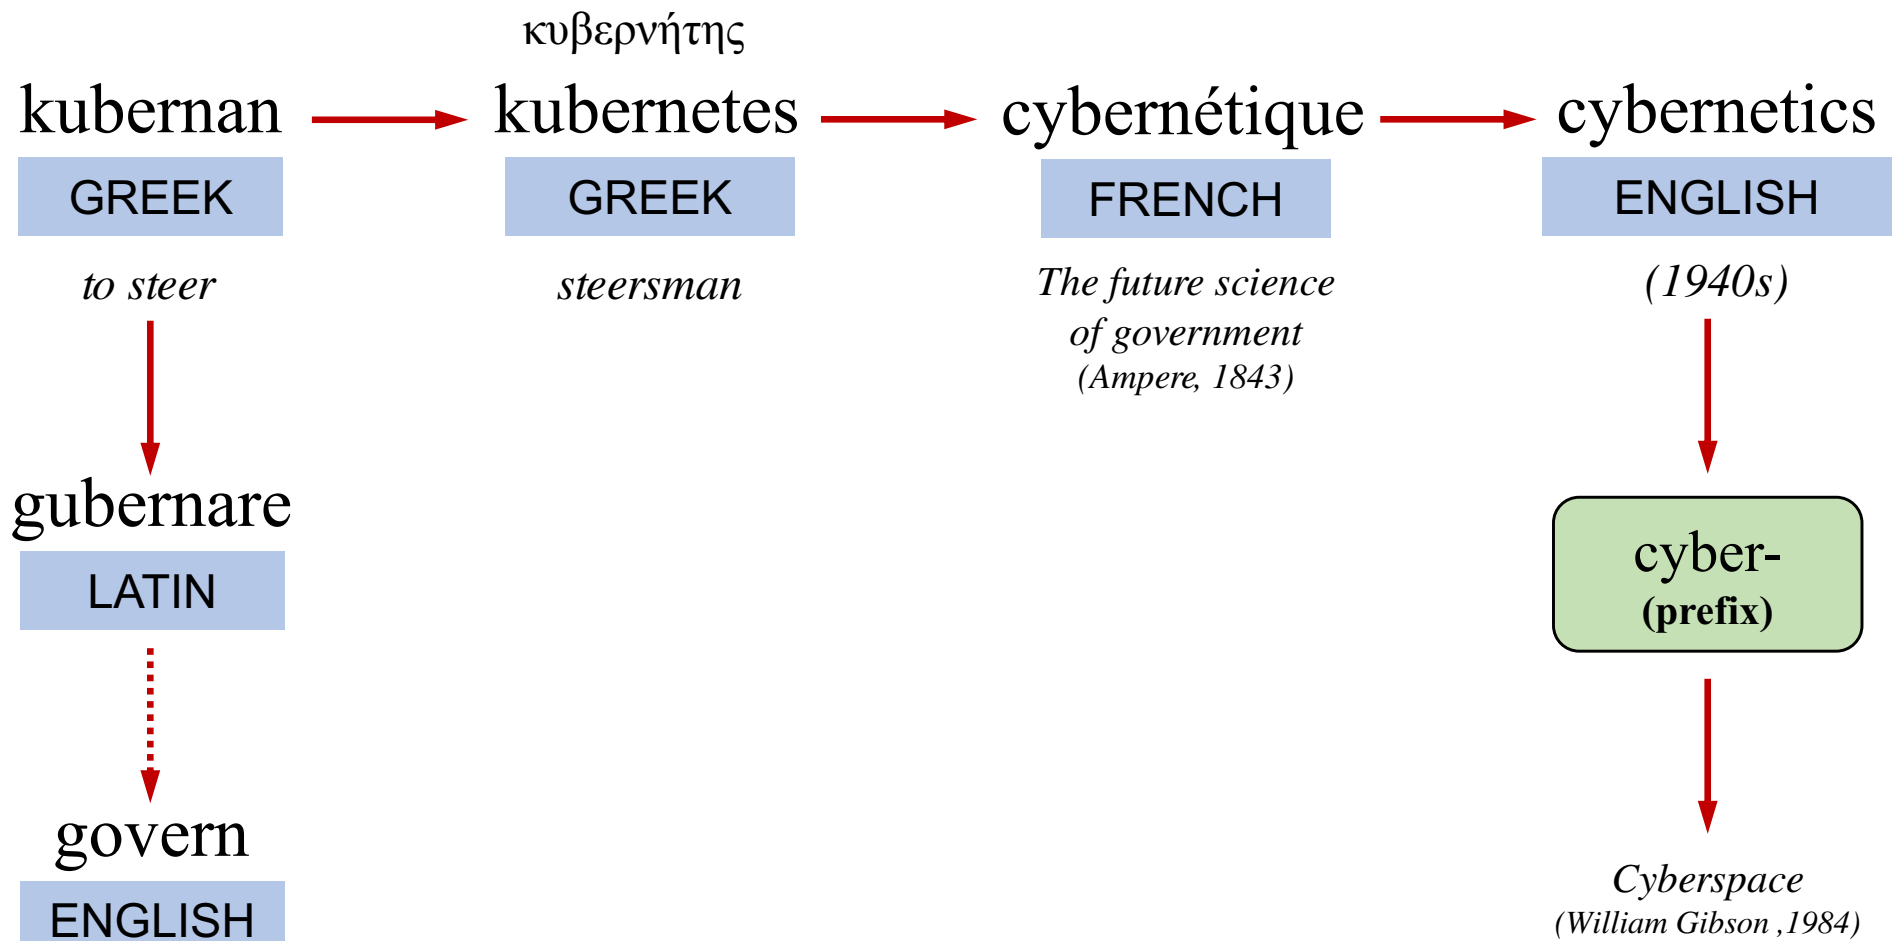 κυβερνήτης
kubernan
kubernetes
cybernétique
cybernetics
GREEK
GREEK
FRENCH
ENGLISH
to steer
steersman
The future science
of government
(Ampere, 1843)
(1940s)
gubernare
LATIN
cyber-
(prefix)
govern
ENGLISH
Cyberspace
(William Gibson ,1984)